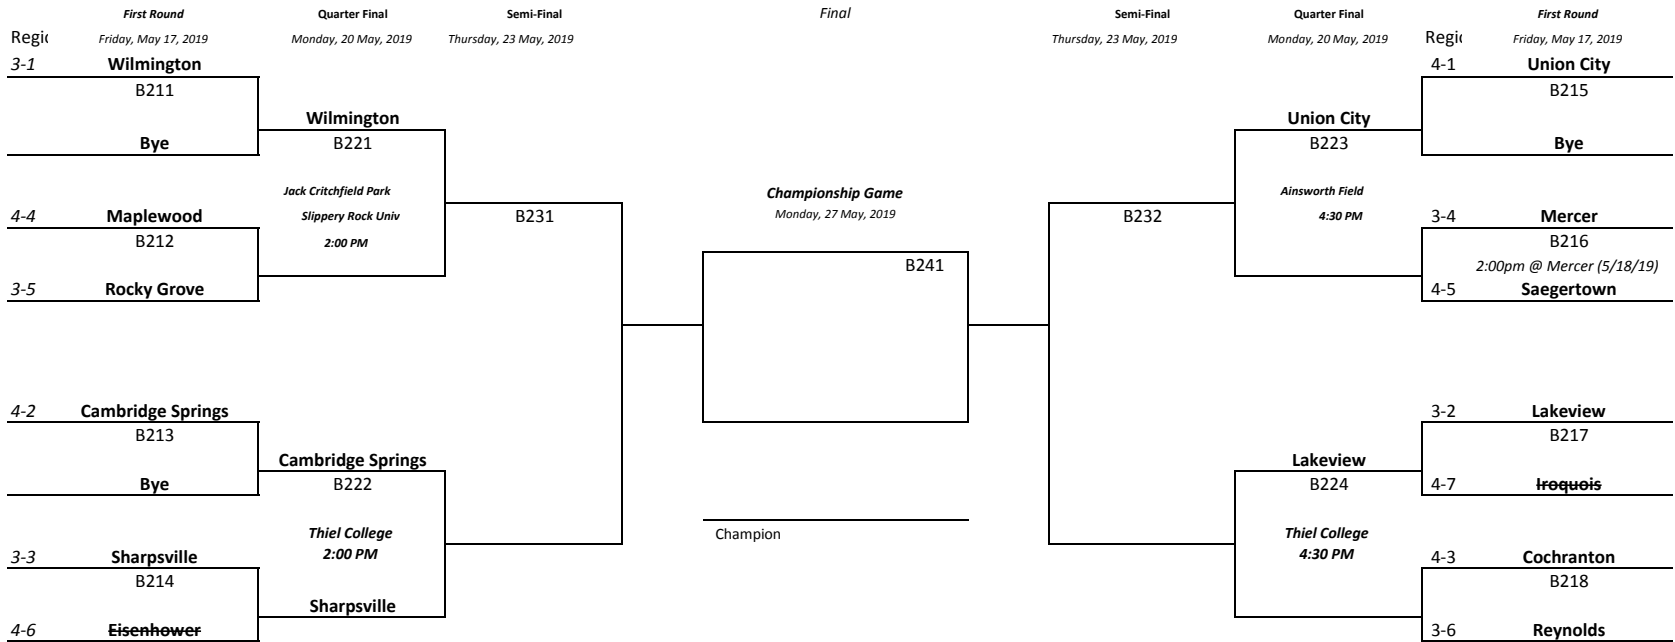 First Round
Quarter Final
Semi-Final
Final
Semi-Final
Quarter Final
First Round
Regi
Friday, May 17, 2019
Monday, 20 May, 2019
Thursday, 23 May, 2019
Thursday, 23 May, 2019
Monday, 20 May, 2019
Regi
Friday, May 17, 2019
3-1
Wilmington
B211
Bye
4-4
Maplewood
B212
3-5
Rocky Grove
4-2
Cambridge Springs
B213
Bye
3-3
Sharpsville
B214
4-6
Eisenhower
Wilmington
B221
Jack Critchfield Park
Slippery Rock Univ
2:00 PM
Cambridge Springs
B222
Thiel College
2:00 PM
Sharpsville
B231
Championship Game
Monday, 27 May, 2019
B241
Champion
B232
Union City
B223
Ainsworth Field
4:30 PM
Lakeview
B224
Thiel College
4:30 PM
4-1
Union City
B215
Bye
3-4
Mercer
B216
2:00pm @ Mercer (5/18/19)
4-5
Saegertown
3-2
Lakeview
B217
4-7
Iroquois
4-3
Cochranton
B218
3-6
Reynolds